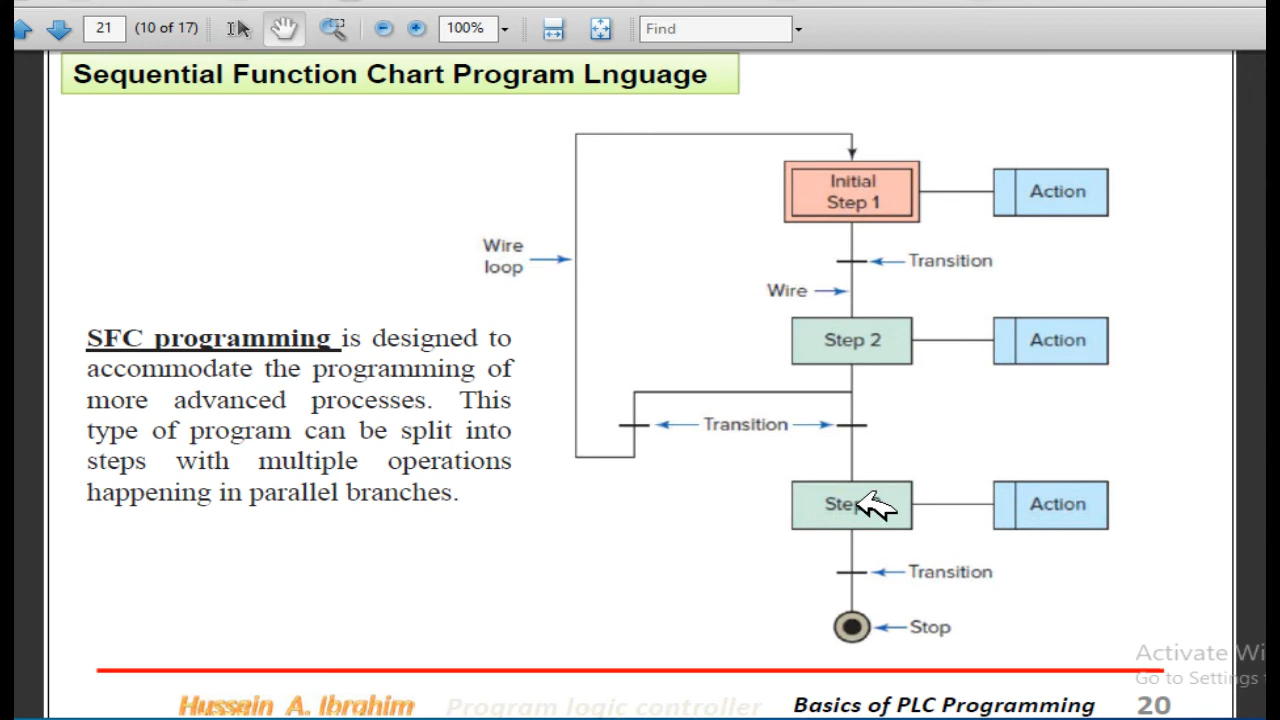 21 (10 of 17) 100% Find
Sequential Function Chart Program Lnguage
Initial
Step 1
Action
Wire
loop
Transition
Wire
SFC programming is designed to
accommodate the programming of
more advanced processes. This
type of program can be split into
steps with multiple operations
happening in parallel branches.
Step 2
Action
Transition
Action
Transition
Stop
Activate
Go to Settings
Hussein A. Ibrahim Program logic controller Basics of PLC Programming 20